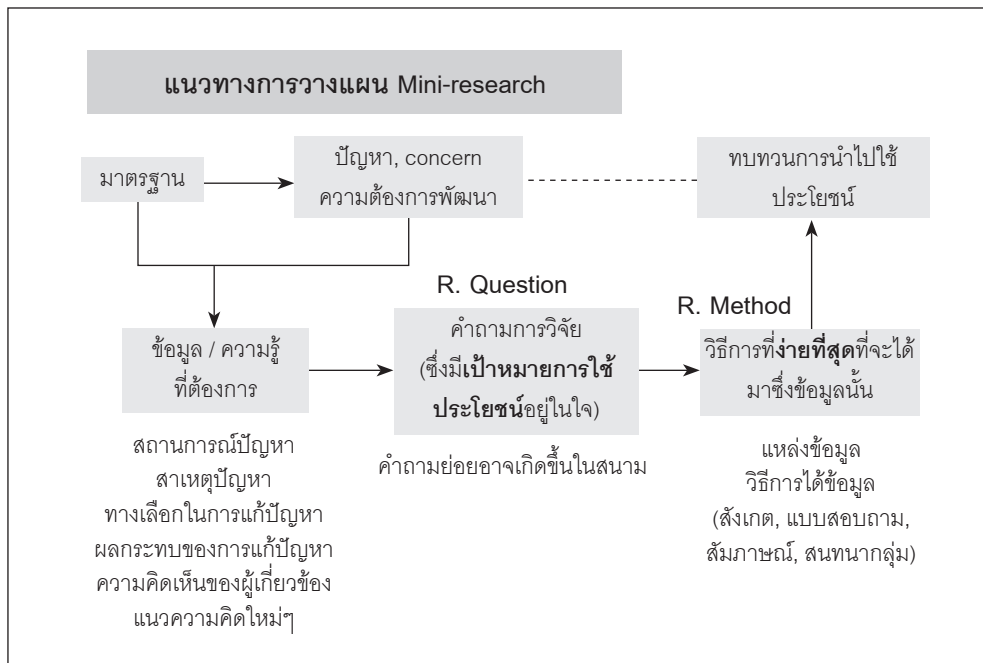 แนวทางการวางแผน Mini-research
มาตรฐาน
ปัญหา, concern
ความต้องการพัฒนา
ทบทวนการนำไปใช้
ประโยชน์
ข้อมูล / ความรู้
ที่ต้องการ
สถานการณ์ปัญหา
สาเหตุปัญหา
ทางเลือกในการแก้ปัญหา
ผลกระทบของการแก้ปัญหา
ความคิดเห็นของผู้เกี่ยวข้อง
แนวความคิดใหม่ๆ
R. Question
คำถามการวิจัย
(ซึ่งมีเป้าหมายการใช้
ประโยชน์อยู่ในใจ)
คำถามย่อยอาจเกิดขึ้นในสนาม
R. Method
วิธีการที่ง่ายที่สุดที่จะได้
มาซึ่งข้อมูลนั้น
แหล่งข้อมูล
วิธีการได้ข้อมูล
(สังเกต, แบบสอบถาม,
สัมภาษณ์, สนทนากลุ่ม)